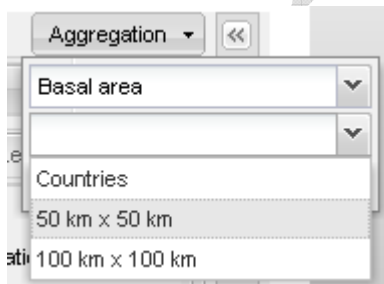 Aggregation
Basal area
Countries
50 km x 50 km
100 km x 100 km